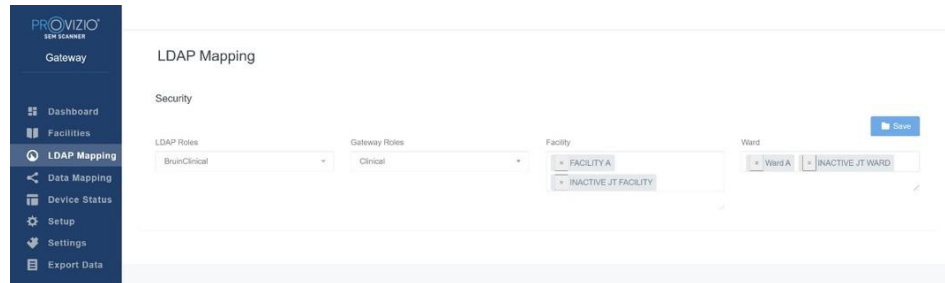 PROVIZIO
SEM SCANNER
Gateway
Dashboard
Facilities
LDAP Mapping
Data Mapping
Device Status
Setup
Settings
Export Data
LDAP Mapping
Security
Save
LDAP Roles
BruinClinical
Gateway Roles
Clinical
Facility
× FACILITY A
× INACTIVE JT FACILITY
Ward
× Ward A × INACTIVE JT WARD